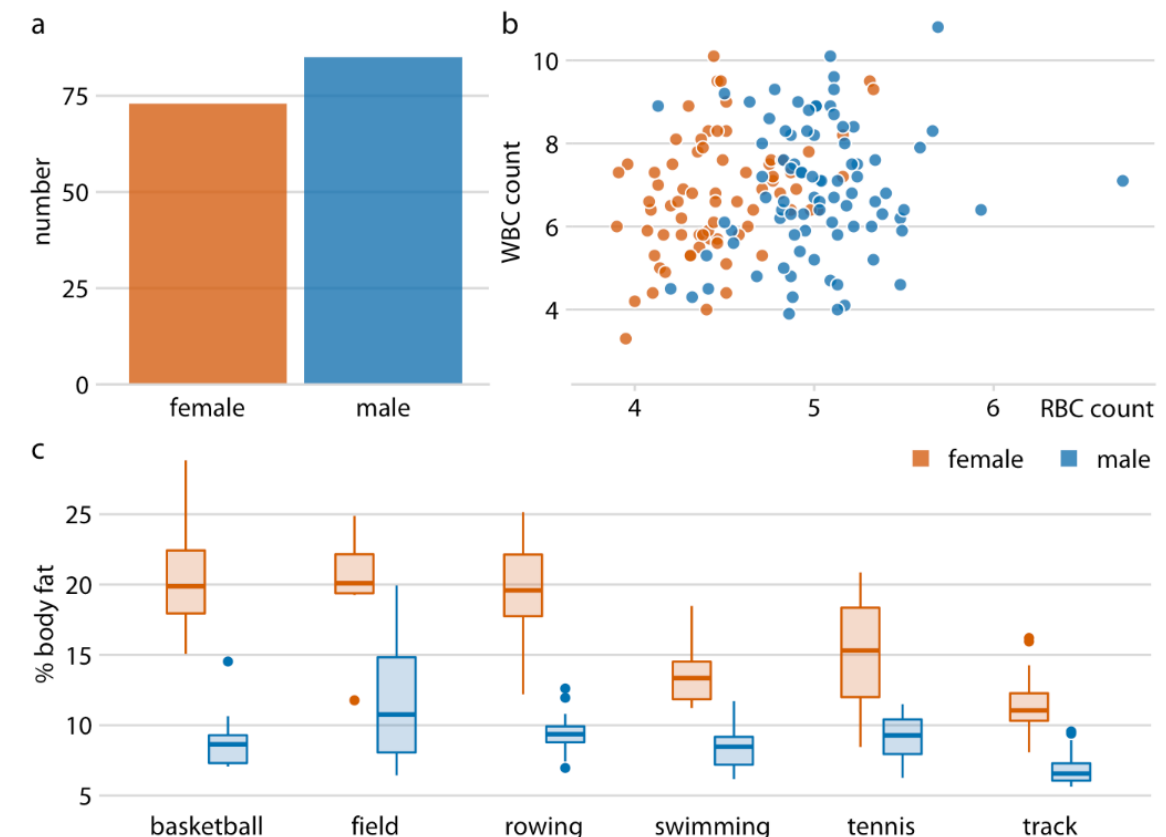 a
number
75
50
25
0
female
male
b
WBC count
10
8
6
4
4
5
6
RBC count
female
male
c
% body fat
25
20
15
10
5
basketball
field
rowing
swimming
tennis
track